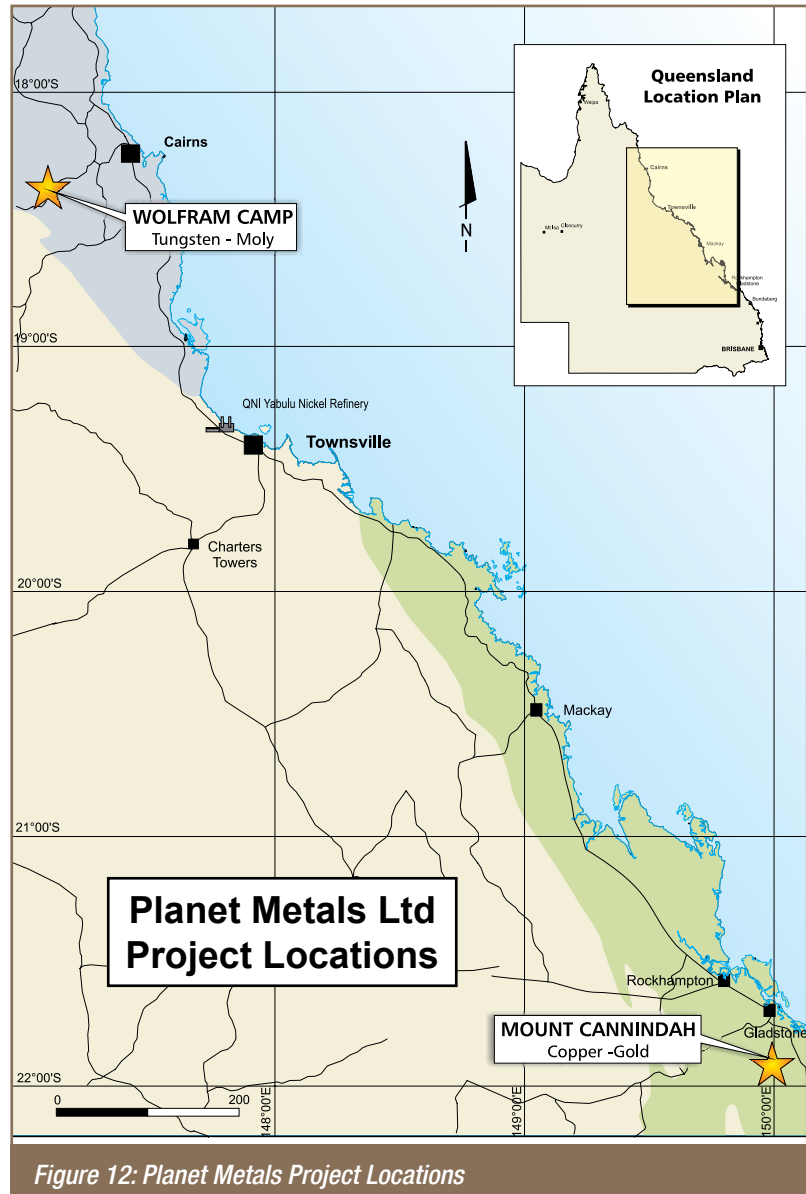 18°00'S
Cairns
WOLFRAM CAMP
Tungsten - Moly
N
Queensland
Location Plan
Weipa
Cairns
Townsville
Mt Isa Cloncurry
Mackay
Rockhampton
Gladstone
Bundaberg
BRISBANE
19°00'S
QNI Yabulu Nickel Refinery
Townsville
Charters
Towers
20°00'S
Mackay
21°00'S
Planet Metals Ltd
Project Locations
Rockhampton
Gladstone
MOUNT CANNINDAH
Copper -Gold
22°00'S
0 200
148°00'E
149°00'E
150°00'E
Figure 12: Planet Metals Project Locations